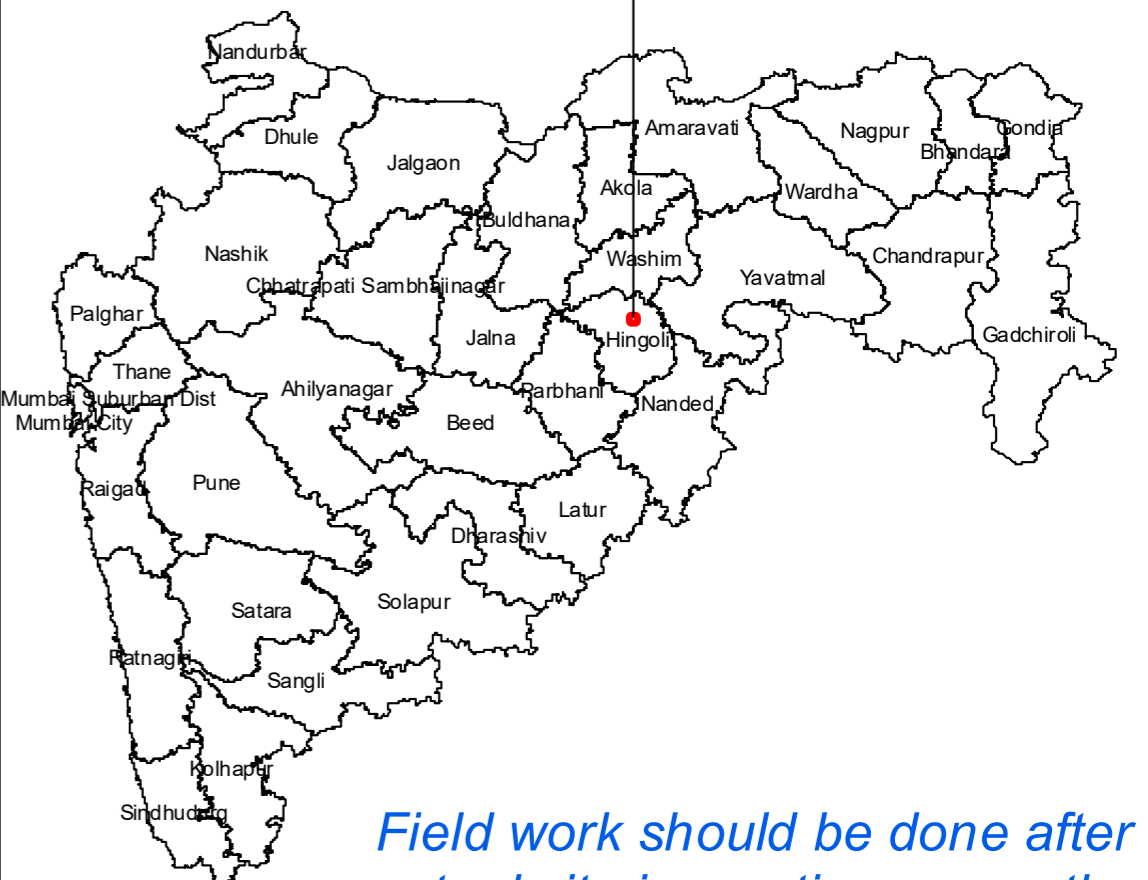 Nandurbar
Dhule
Jalgaon
Amaravati
Nagpur
Gondia
Bhandara
Akola
Wardha
Buldhana
Nashik
Washim
Chandrapur
Chhatrapati Sambhajinagar
Yavatmal
Palghar
Jalna
Hingoli
Gadchiroli
Thane
Ahilyanagar
Parbhani
Mumbai Suburban Dist
Nanded
Mumbai City
Beed
Raigad
Pune
Latur
Dharashiv
Satara
Solapur
Ratnagiri
Sangli
Kolhapur
Sindhudurg
Field work should be done after